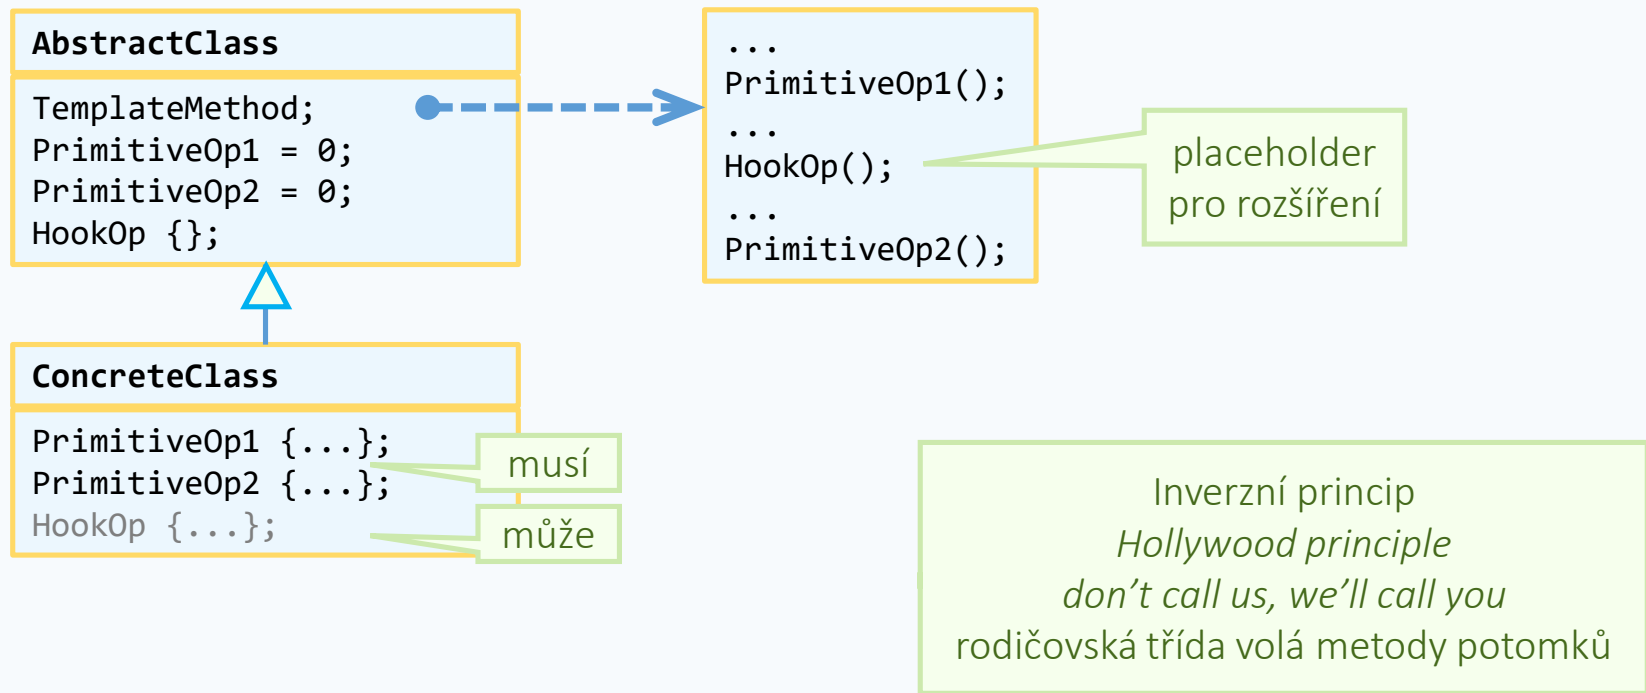 AbstractClass
TemplateMethod;
PrimitiveOp1 = 0;
PrimitiveOp2 = 0;
HookOp {};
...
PrimitiveOp1();
...
HookOp();
...
PrimitiveOp2();
placeholder
pro rozšíření
ConcreteClass
PrimitiveOp1 {...};
PrimitiveOp2 {...};
HookOp {...};
musí
může
Inverzní princip
Hollywood principle
don’t call us, we’ll call you
rodičovská třída volá metody potomků